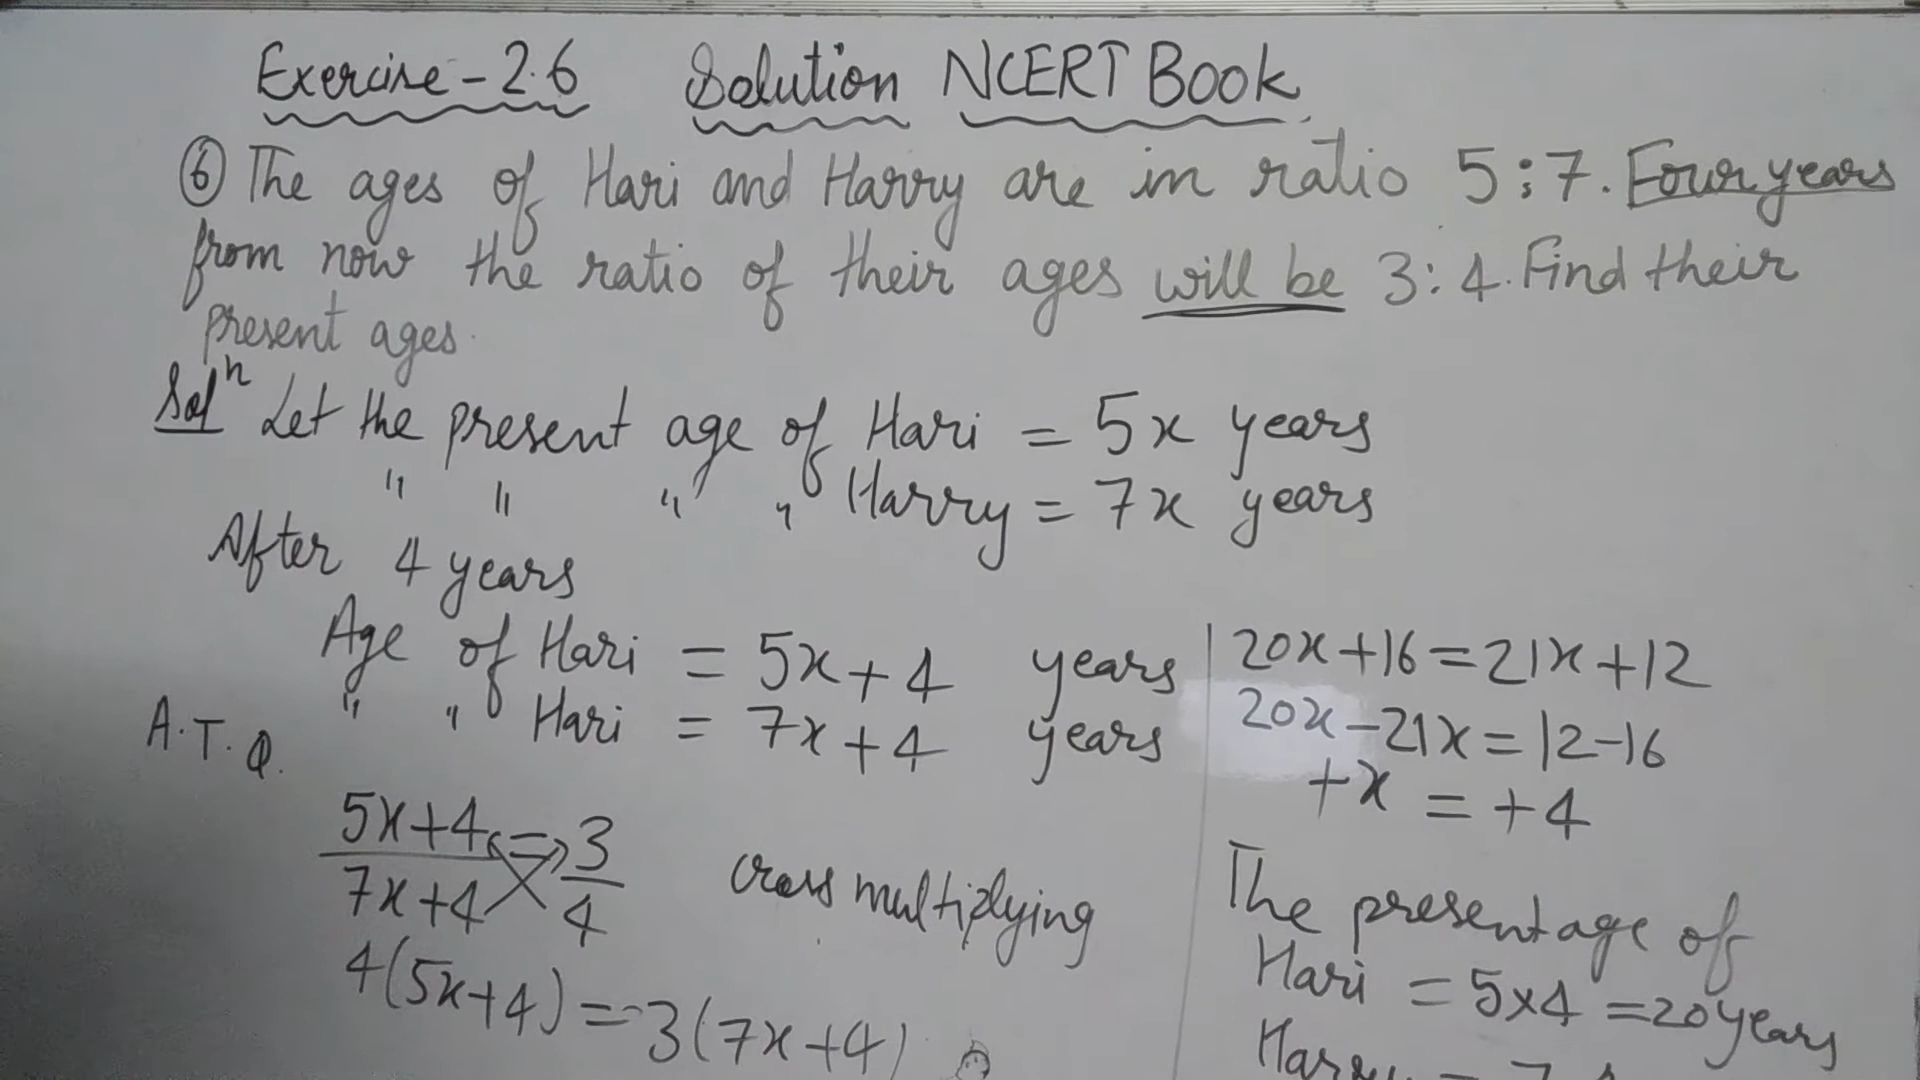 Exercise - 2.6 Solution NCERT Book
⑥ The ages of Hari and Harry are in ratio 5:7. Four years
from now the ratio of their ages will be 3:4. Find their
present ages.
Solⁿ Let the present age of Hari = 5x years
" " " " Harry = 7x years
After 4 years
Age of Hari = 5x+4 years
" " Hari = 7x+4 years
A.T.Q.
5x+4 = 3
7x+4 4 cross multiplying
4(5x+4) = 3(7x+4)
20x+16=21x+12
20x-21x=12-16
+x = +4
The present age of
Hari = 5x4 =20years
Harry = 7